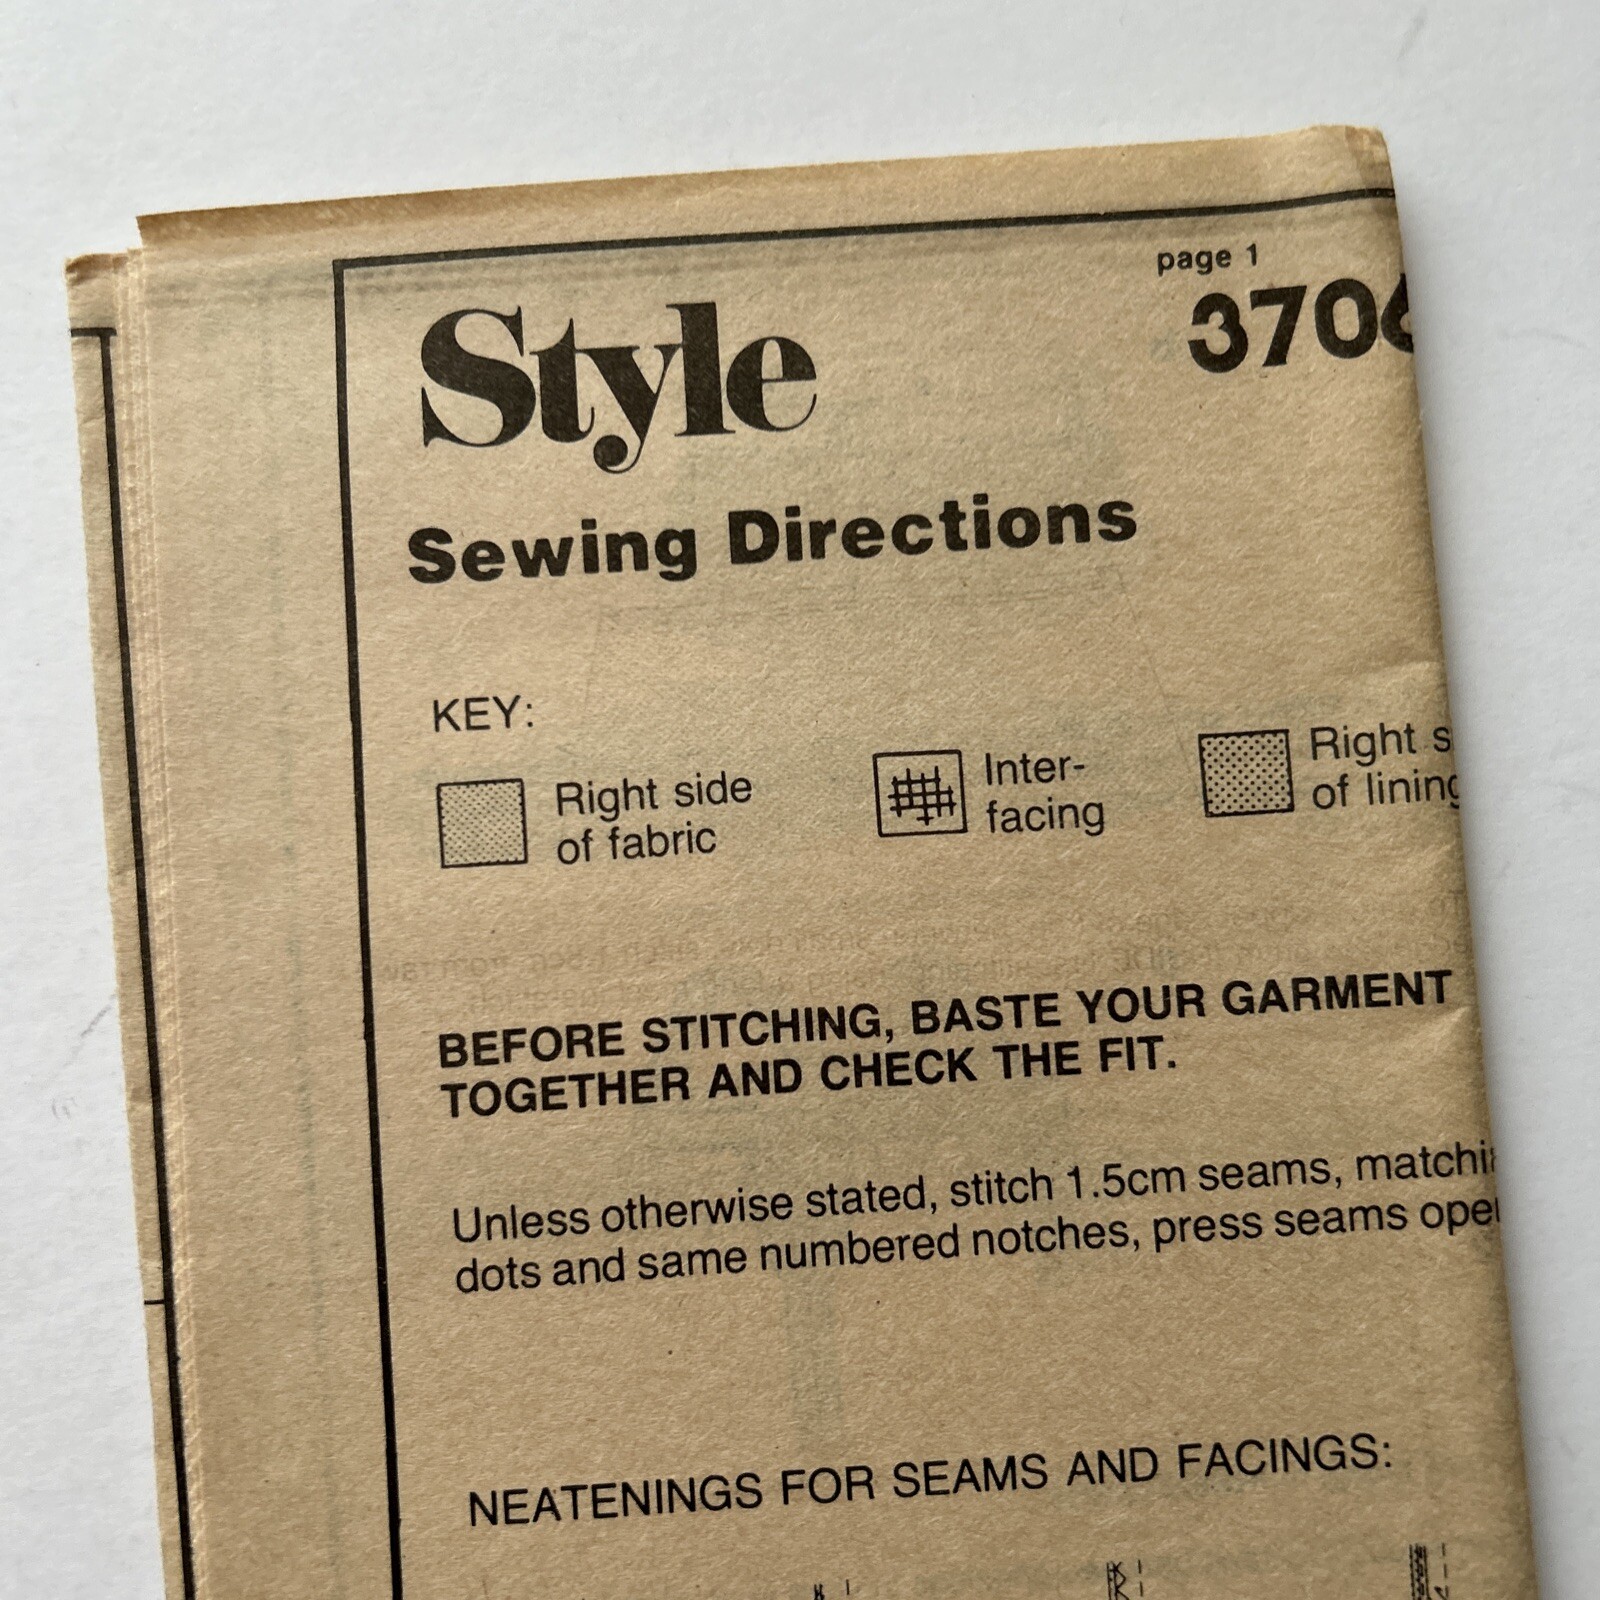 page 1
3706
Style
Sewing Directions
KEY:
Right side
of fabric
Inter-
facing
Right s
of lining
BEFORE STITCHING, BASTE YOUR GARMENT
TOGETHER AND CHECK THE FIT.
Unless otherwise stated, stitch 1.5cm seams, matchin
dots and same numbered notches, press seams open
NEATENINGS FOR SEAMS AND FACINGS: